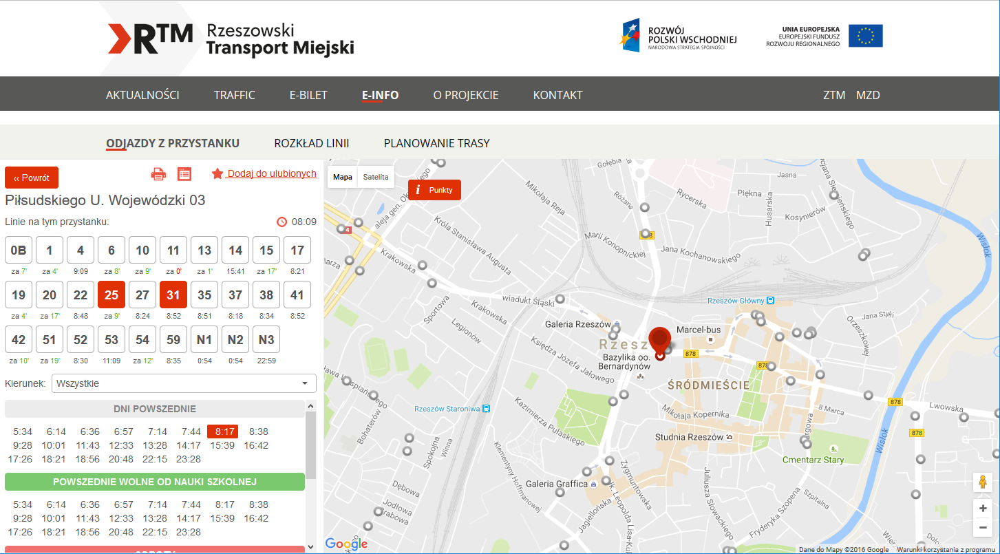 RTM Rzeszowski
Transport Miejski
ROZWÓJ
POLSKI WSCHODNIEJ
NARODOWA STRATEGIA SPÓJNOŚCI
UNIA EUROPEJSKA
EUROPEJSKI FUNDUSZ
ROZWOJU REGIONALNEGO
AKTUALNOŚCI TRAFFIC E-BILET E-INFO O PROJEKCIE KONTAKT ZTM MZD
ODJAZDY Z PRZYSTANKU ROZKŁAD LINII PLANOWANIE TRASY
‹‹ Powrót Dodaj do ulubionych
Piłsudskiego U. Wojewódzki 03
Linie na tym przystanku: 08:09
0B 1 4 6 10 11 13 14 15 17
za 7' za 4' 9:09 za 8' za 9' za 0' za 1' 15:41 za 17' 8:21
19 20 22 25 27 31 35 37 38 41
za 4' za 17' 8:48 za 9' 8:24 8:52 8:51 8:18 8:34 8:52
42 51 52 53 54 59 N1 N2 N3
za 10' za 19' 8:30 11:09 za 12' 8:35 0:54 0:54 22:59
Kierunek: Wszystkie
DNI POWSZEDNIE
5:34 6:14 6:36 6:57 7:14 7:44 8:17 8:38
9:28 10:01 11:43 12:33 13:28 14:17 15:39 16:42
17:26 18:21 18:56 20:48 22:15 23:28
POWSZEDNIE WOLNE OD NAUKI SZKOLNEJ
5:34 6:14 6:36 6:57 7:14 7:44 8:17 8:38
9:28 10:01 11:43 12:33 13:28 14:17 15:39 16:42
17:26 18:21 18:56 20:48 22:15 23:28
Mapa Satelita
i Punkty
Gołębia
Jasna
Mikołaja Reja
Różana
Rycerska
Piękna
Husarska
Kosynierów
aleja gen.
Króla Stanisława Augusta
4
Marii Konopnickiej
Jana Kochanowskiego
Wisłok
Krakowska
wiadukt Śląski
Rzeszów Główny
Sportowa
Krakowska
Legionów
Galeria Rzeszów
Marcel-bus
Jana Styki
Orzeszkowej
Rzesz
Księdza Józefa Jałowego
Bazylika oo.
Bernardynów
878
878
ŚRÓDMIEŚCIE
Bohaterów
Rzeszów Staroniwa
Kazimierza Pułaskiego
878
Lwowska
8 Marca
Mikołaja Kopernika
878
Studnia Rzeszów
Wisłok
Spokojna
Winna
Cmentarz Stary
Klementyny Hoffmanowej
Zygmuntowska
Galeria Graffica
Dębowa
Jodłowa
Grabowa
Jagiellońska
Juliusza Słowackiego
Fryderyka Szopena
Szpitalna
Google
Dane do Mapy ©2016 Google Warunki korzystania z programu